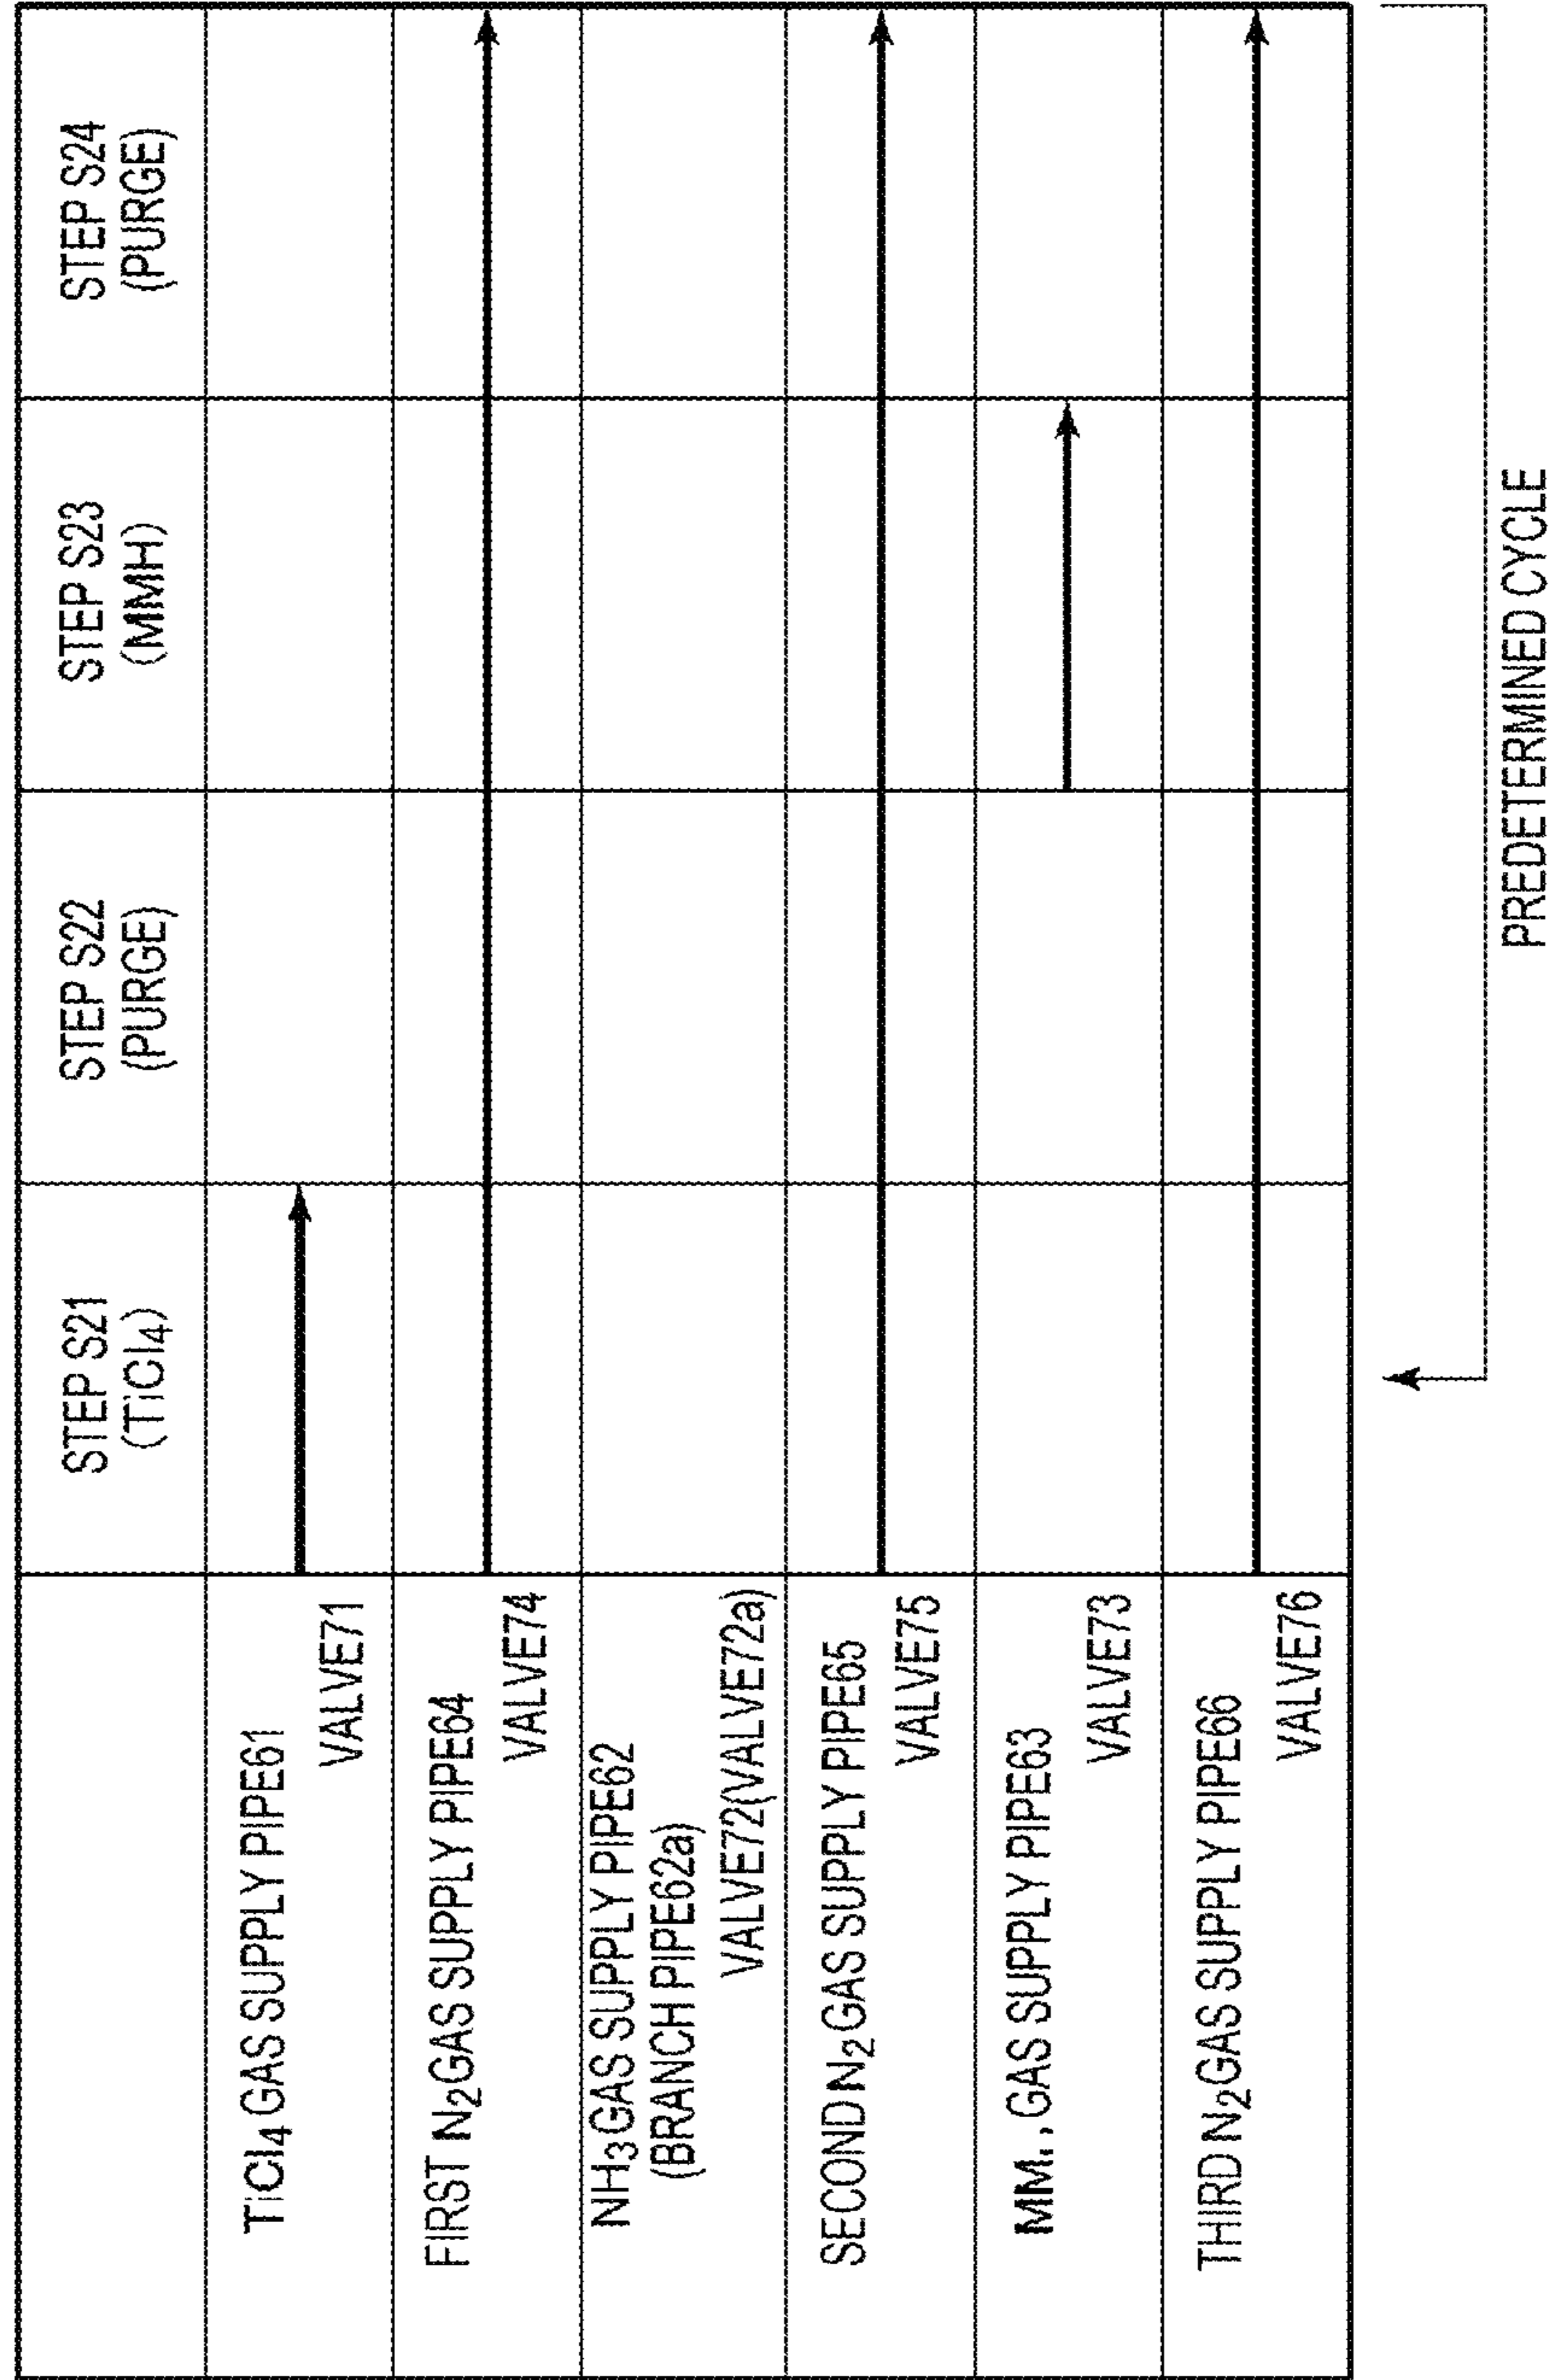 STEP S21
(TiCl₄)
STEP S22
(PURGE)
STEP S23
(MMH)
STEP S24
(PURGE)
TiCl₄ GAS SUPPLY PIPE61
VALVE71
FIRST N₂GAS SUPPLY PIPE64
VALVE74
NH₃GAS SUPPLY PIPE62
(BRANCH PIPE62a)
VALVE72(VALVE72a)
SECOND N₂GAS SUPPLY PIPE65
VALVE75
GAS SUPPLY PIPE63
VALVE73
THIRD N₂GAS SUPPLY PIPE66
VALVE76
PREDETERMINED CYCLE